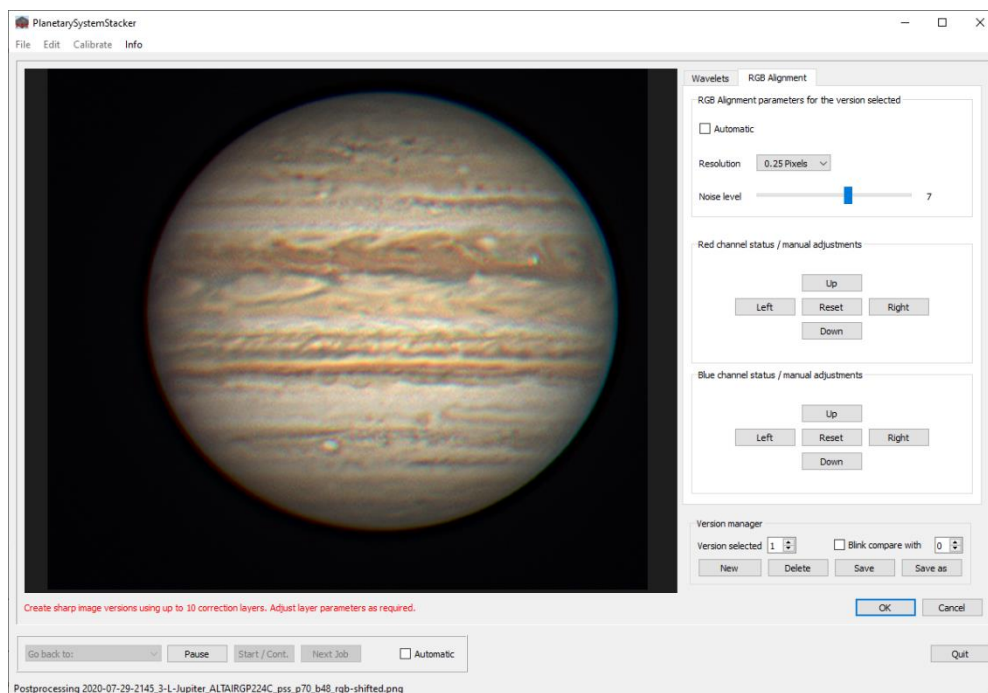 PlanetarySystemStacker
File Edit Calibrate Info
Wavelets RGB Alignment
RGB Alignment parameters for the version selected
Automatic
Resolution 0.25 Pixels
Noise level 7
Red channel status / manual adjustments
Up
Left Reset Right
Down
Blue channel status / manual adjustments
Up
Left Reset Right
Down
Version manager
Version selected 1 Blink compare with 0
New Delete Save Save as
Create sharp image versions using up to 10 correction layers. Adjust layer parameters as required.
OK Cancel
Go back to: Pause Start / Cont. Next Job Automatic Quit
Postprocessing 2020-07-29-2145_3-L-Jupiter_ALTAIRGP224C_pss_p70_b48_rgb-shifted.png